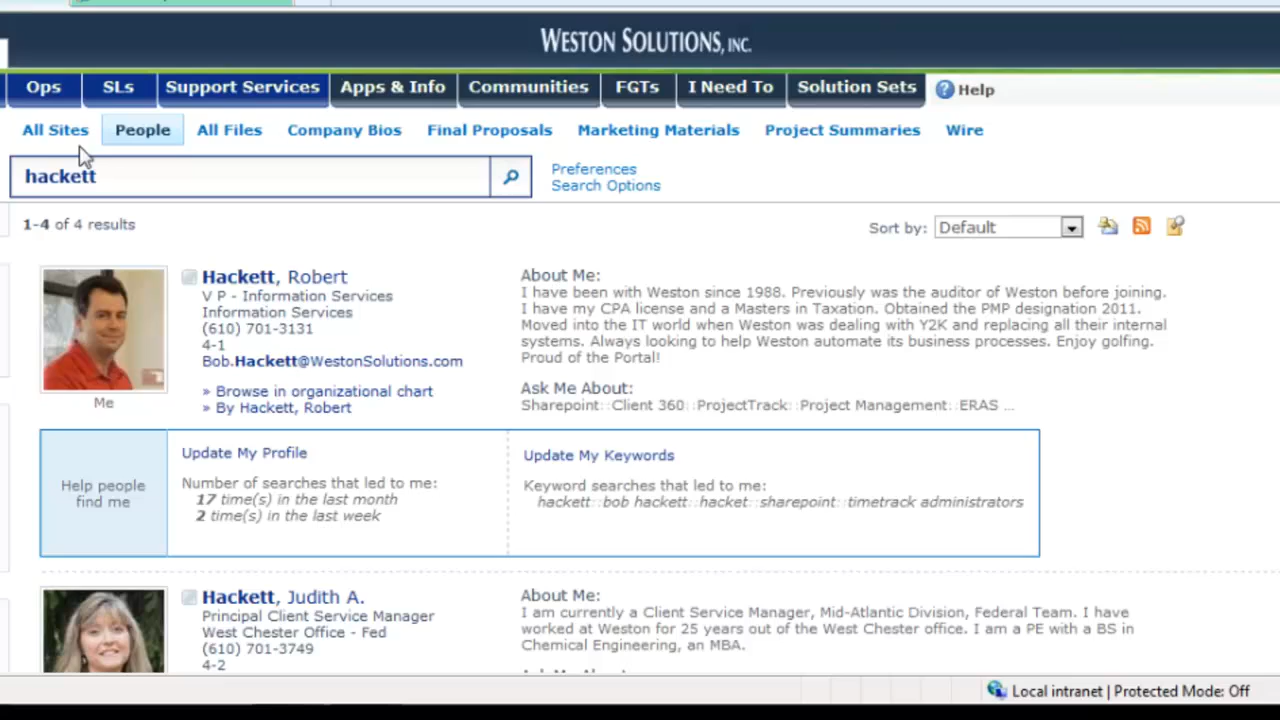 WESTON SOLUTIONS, INC.
Ops SLs Support Services Apps & Info Communities FGTs I Need To Solution Sets Help
All Sites People All Files Company Bios Final Proposals Marketing Materials Project Summaries Wire
hackett
Preferences
Search Options
1-4 of 4 results
Sort by: Default
Hackett, Robert
V P - Information Services
Information Services
(610) 701-3131
4-1
Bob.Hackett@WestonSolutions.com
» Browse in organizational chart
» By Hackett, Robert
Me
About Me:
I have been with Weston since 1988. Previously was the auditor of Weston before joining.
I have my CPA license and a Masters in Taxation. Obtained the PMP designation 2011.
Moved into the IT world when Weston was dealing with Y2K and replacing all their internal
systems. Always looking to help Weston automate its business processes. Enjoy golfing.
Proud of the Portal!
Ask Me About:
Sharepoint::Client 360::ProjectTrack::Project Management::ERAS ...
Help people
find me
Update My Profile
Number of searches that led to me:
17 time(s) in the last month
2 time(s) in the last week
Update My Keywords
Keyword searches that led to me:
hackett::bob hackett::hacket::sharepoint::timetrack administrators
Hackett, Judith A.
Principal Client Service Manager
West Chester Office - Fed
(610) 701-3749
4-2
About Me:
I am currently a Client Service Manager, Mid-Atlantic Division, Federal Team. I have
worked at Weston for 25 years out of the West Chester office. I am a PE with a BS in
Chemical Engineering, an MBA.
Local intranet | Protected Mode: Off